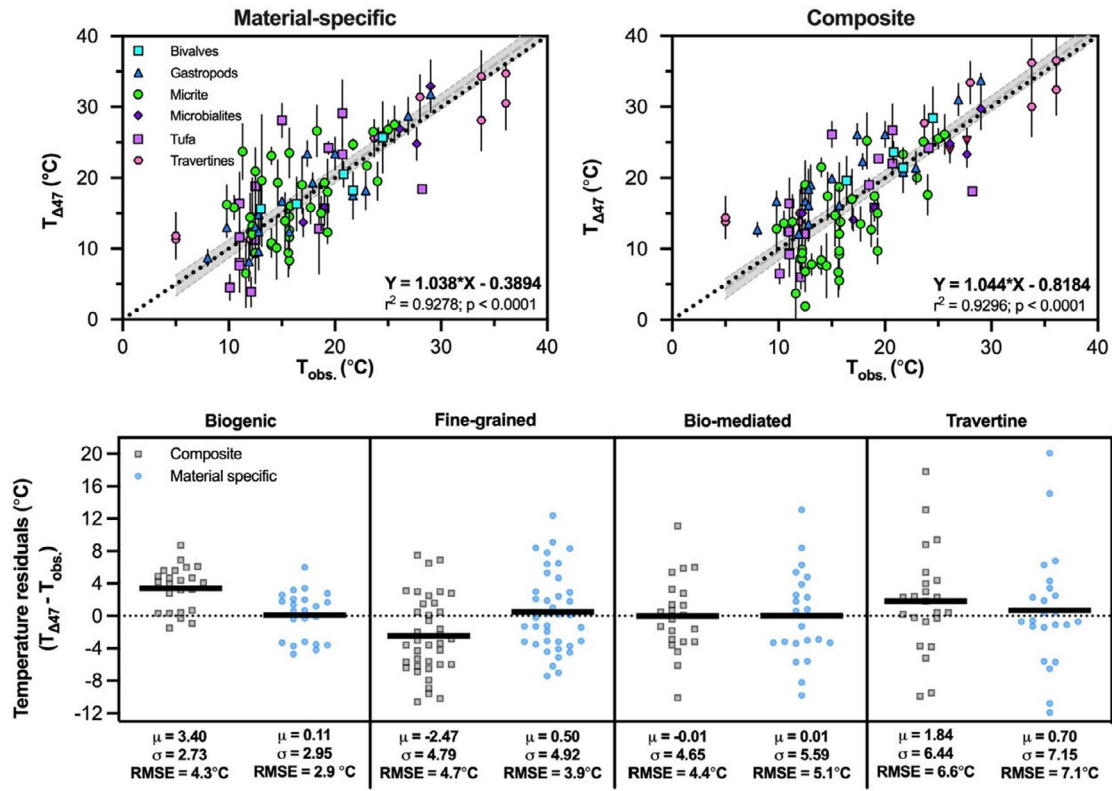 Material-specific
40
30
20
10
0
T Δ47 (°C)
Bivalves
Gastropods
Micrite
Microbialites
Tufa
Travertines
Y = 1.038*X - 0.3894
r² = 0.9278; p < 0.0001
0 10 20 30 40
T obs. (°C)
Composite
40
30
20
10
0
T Δ47 (°C)
Y = 1.044*X - 0.8184
r² = 0.9296; p < 0.0001
0 10 20 30 40
T obs. (°C)
Biogenic Fine-grained Bio-mediated Travertine
Temperature residuals (°C)
(T Δ47 - T obs.)
20
16
12
8
4
0
-4
-8
-12
Composite
Material specific
μ = 3.40 μ = 0.11 μ = -2.47 μ = 0.50 μ = -0.01 μ = 0.01 μ = 1.84 μ = 0.70
σ = 2.73 σ = 2.95 σ = 4.79 σ = 4.92 σ = 4.65 σ = 5.59 σ = 6.44 σ = 7.15
RMSE = 4.3°C RMSE = 2.9 °C RMSE = 4.7°C RMSE = 3.9°C RMSE = 4.4°C RMSE = 5.1°C RMSE = 6.6°C RMSE = 7.1°C